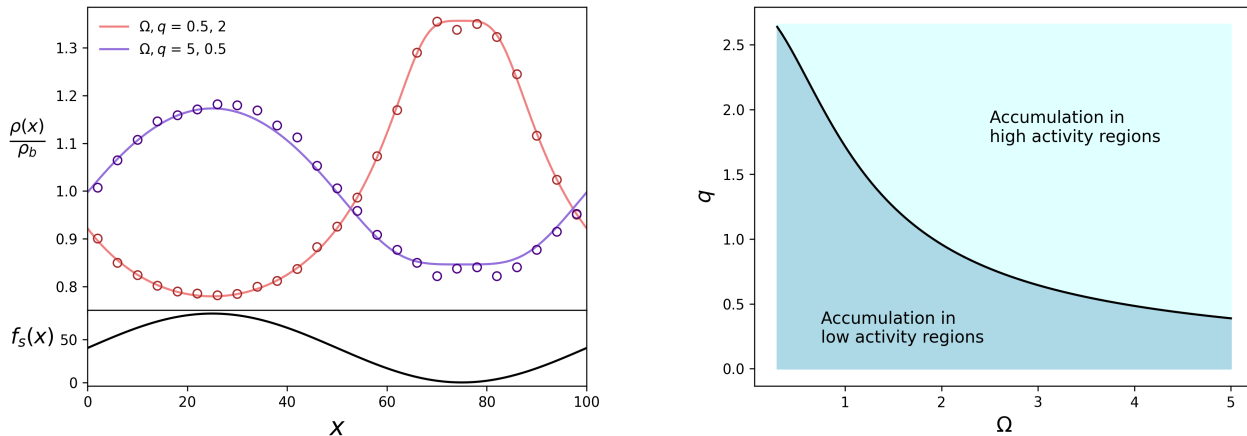 Ω, q = 0.5, 2
Ω, q = 5, 0.5
1.3
1.2
1.1
1.0
0.9
0.8
ρ(x)
ρb
50
0
fs(x)
0 20 40 60 80 100
x
2.5
2.0
1.5
1.0
0.5
0.0
q
Accumulation in
high activity regions
Accumulation in
low activity regions
1 2 3 4 5
Ω